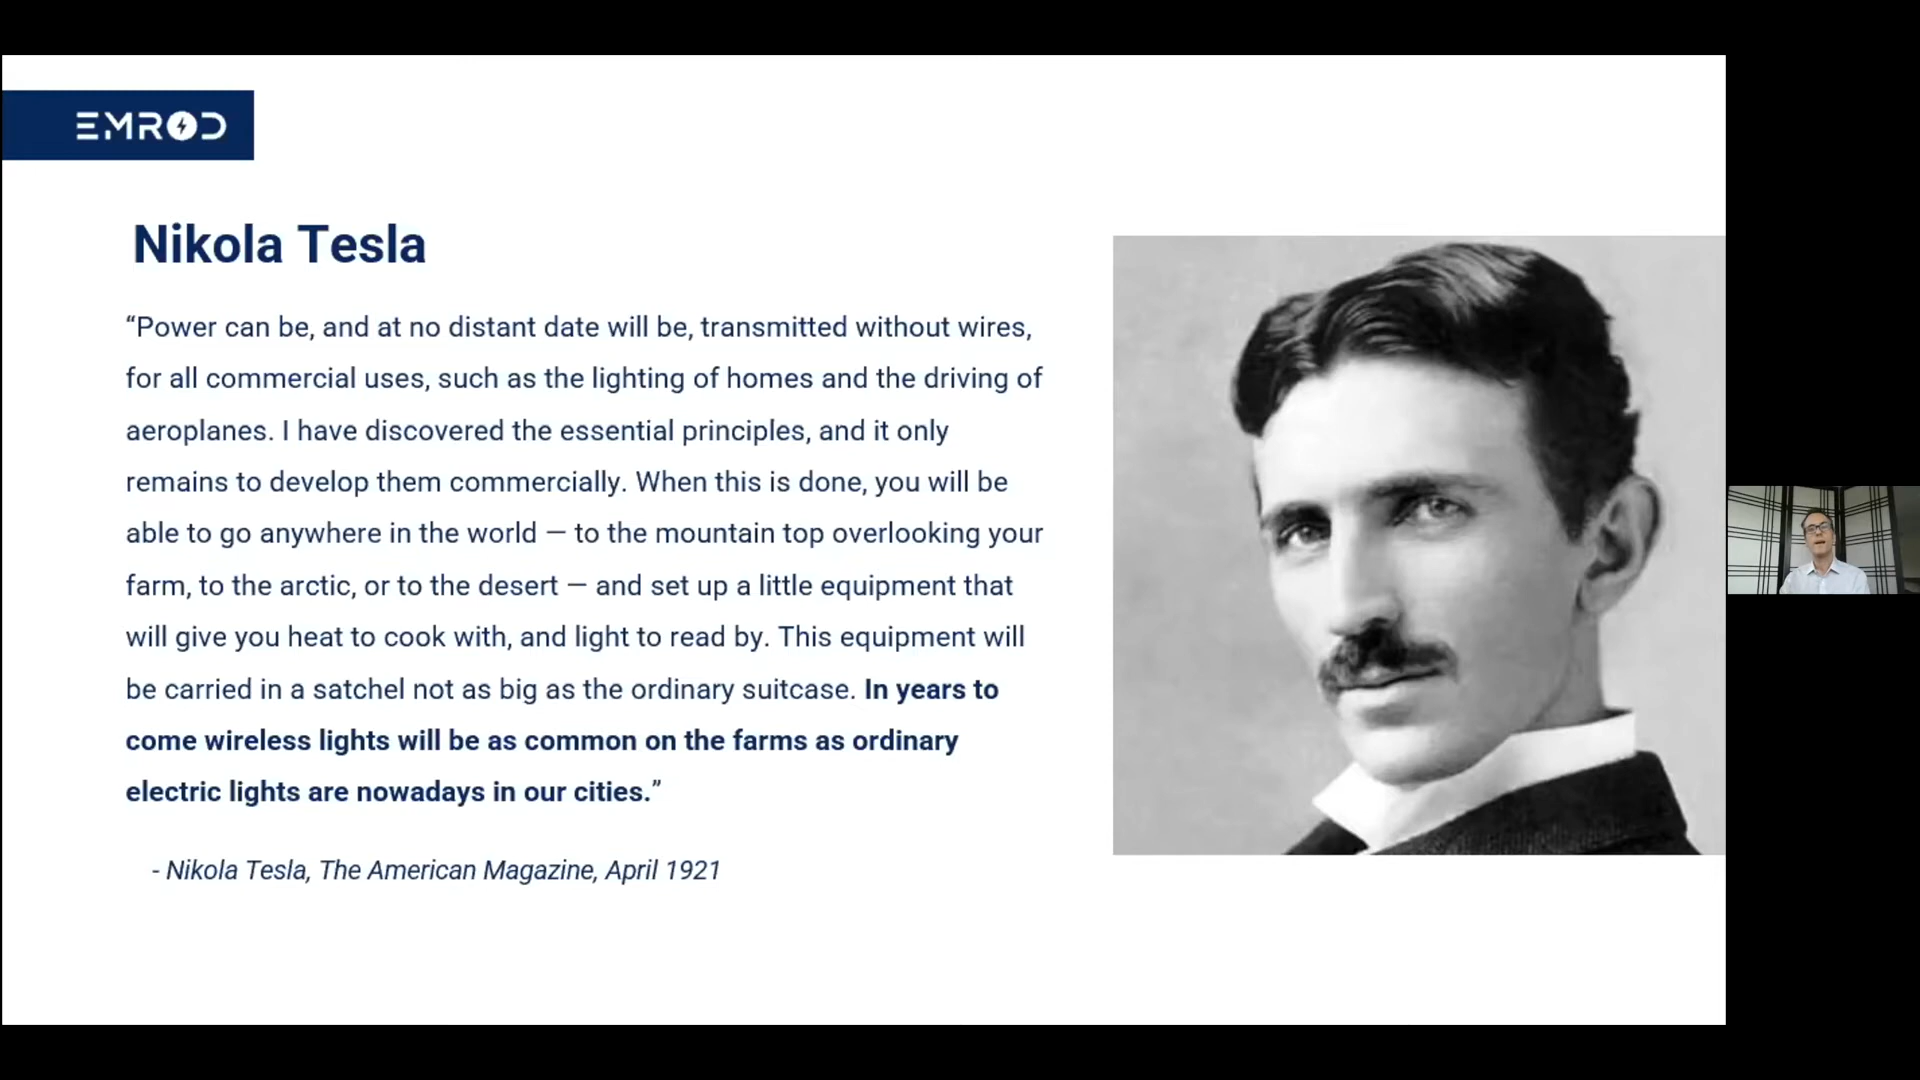 EMROD
Nikola Tesla
“Power can be, and at no distant date will be, transmitted without wires,
for all commercial uses, such as the lighting of homes and the driving of
aeroplanes. I have discovered the essential principles, and it only
remains to develop them commercially. When this is done, you will be
able to go anywhere in the world — to the mountain top overlooking your
farm, to the arctic, or to the desert — and set up a little equipment that
will give you heat to cook with, and light to read by. This equipment will
be carried in a satchel not as big as the ordinary suitcase. In years to
come wireless lights will be as common on the farms as ordinary
electric lights are nowadays in our cities.”
- Nikola Tesla, The American Magazine, April 1921